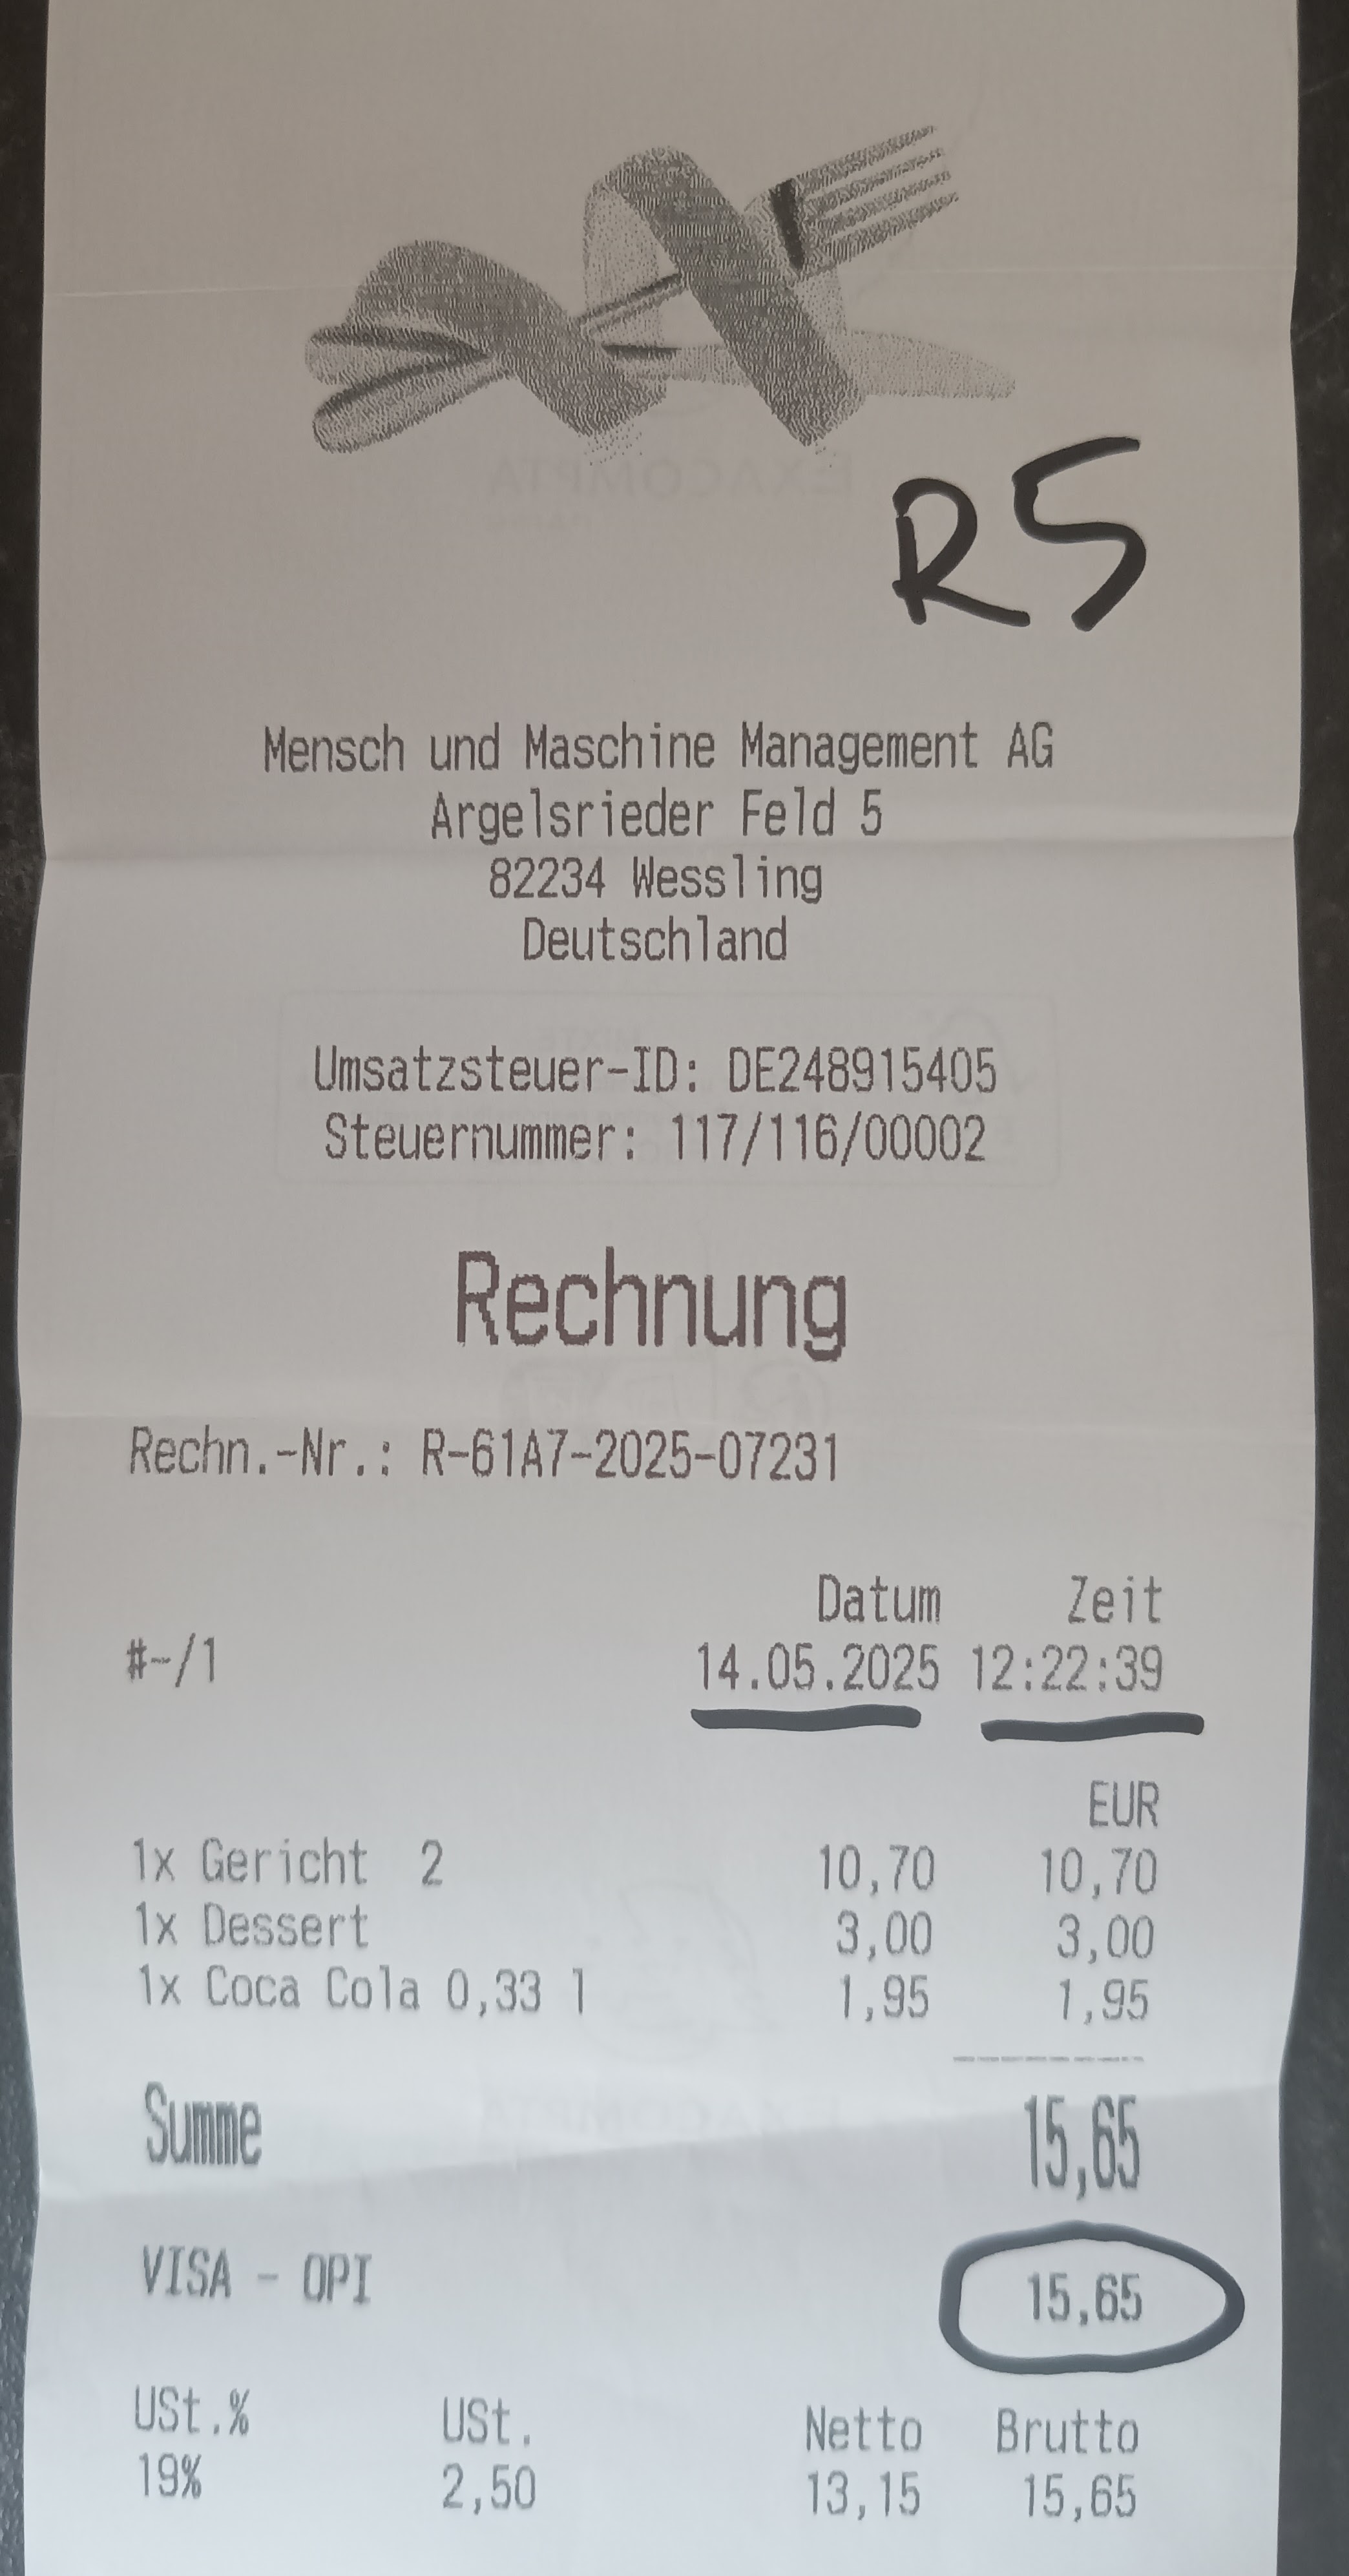 R5
Mensch und Maschine Management AG
Argelsrieder Feld 5
82234 Wessling
Deutschland
Umsatzsteuer-ID: DE248915405
Steuernummer: 117/116/00002
Rechnung
Rechn.-Nr.: R-61A7-2025-07231
Datum Zeit
#-/1 14.05.2025 12:22:39
EUR
1x Gericht 2 10,70 10,70
1x Dessert 3,00 3,00
1x Coca Cola 0,33 l 1,95 1,95
Summe 15,65
VISA - OPI 15,65
USt.% USt. Netto Brutto
19% 2,50 13,15 15,65